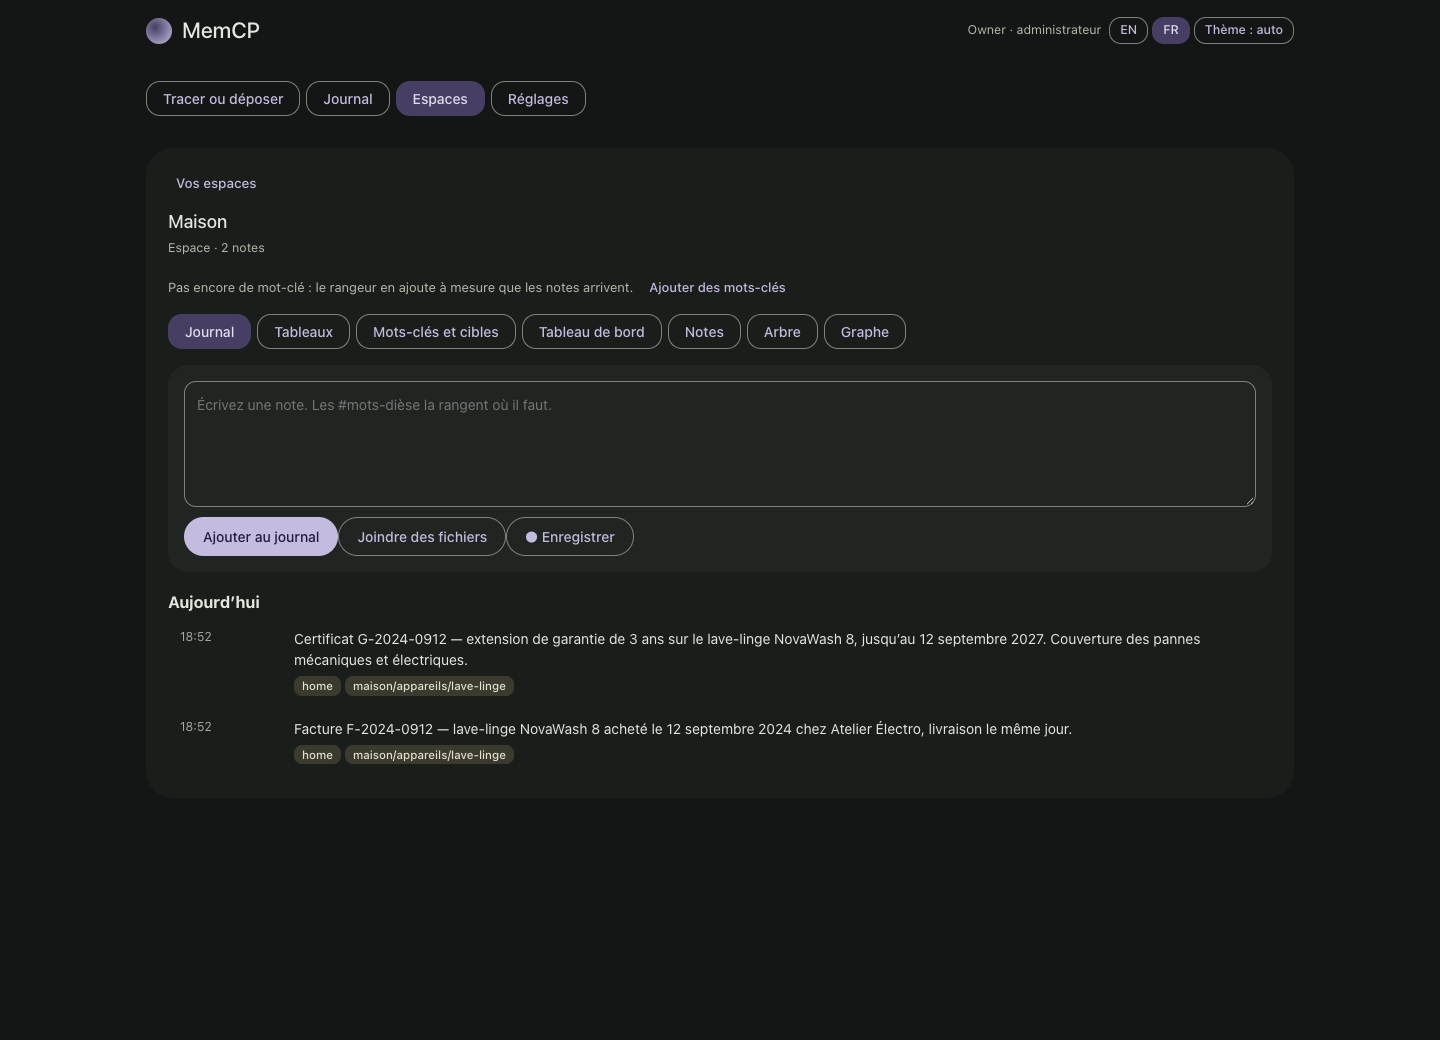 MemCP
Owner · administrateur
EN
FR
Thème : auto
Tracer ou déposer
Journal
Espaces
Réglages
Vos espaces
Maison
Espace · 2 notes
Pas encore de mot-clé : le rangeur en ajoute à mesure que les notes arrivent.
Ajouter des mots-clés
Journal
Tableaux
Mots-clés et cibles
Tableau de bord
Notes
Arbre
Graphe
Écrivez une note. Les #mots-dièse la rangent où il faut.
Ajouter au journal
Joindre des fichiers
Enregistrer
Aujourd’hui
18:52
Certificat G-2024-0912 — extension de garantie de 3 ans sur le lave-linge NovaWash 8, jusqu’au 12 septembre 2027. Couverture des pannes
mécaniques et électriques.
home
maison/appareils/lave-linge
18:52
Facture F-2024-0912 — lave-linge NovaWash 8 acheté le 12 septembre 2024 chez Atelier Électro, livraison le même jour.
home
maison/appareils/lave-linge